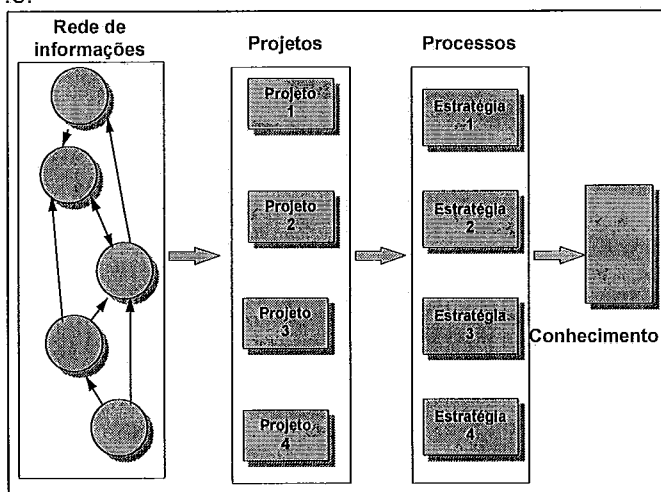 Rede de
informações
Projetos
Processos
Projeto
1
Projeto
2
Projeto
3
Projeto
4
Estratégia
1
Estratégia
2
Estratégia
3
Estratégia
4
Conhecimento